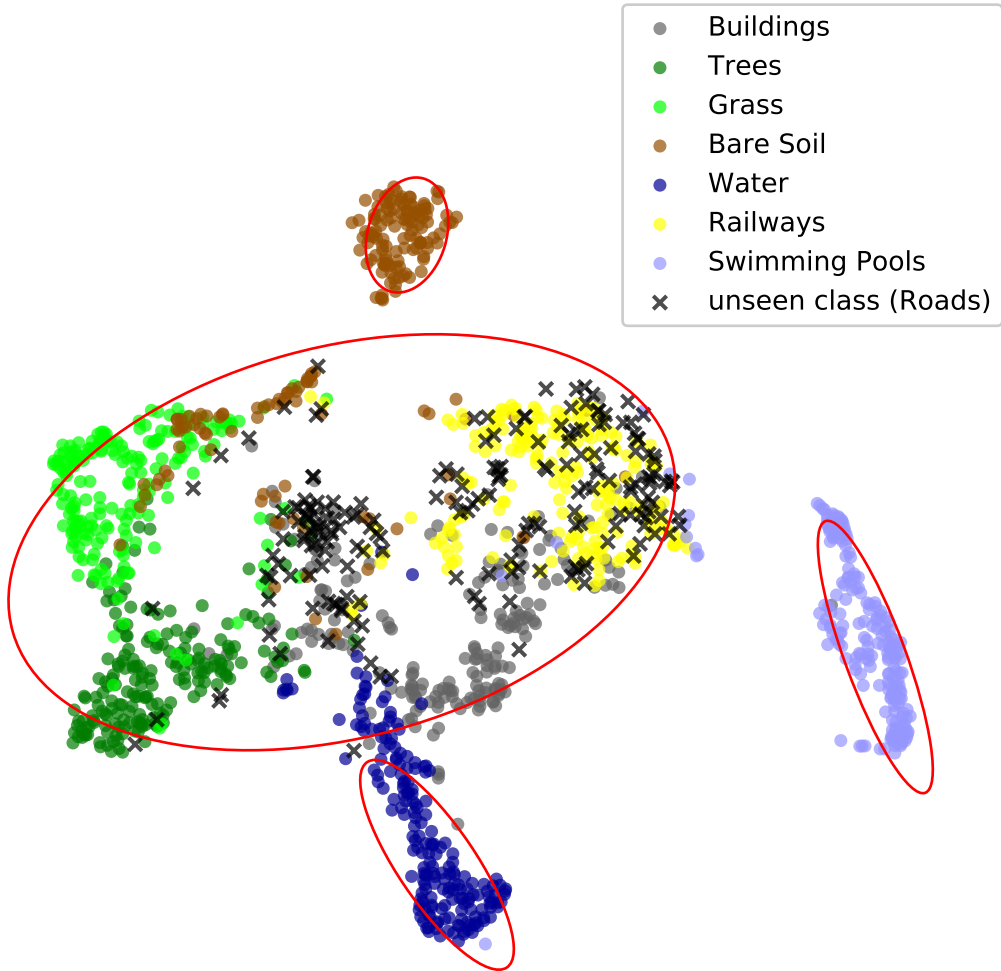 Buildings
Trees
Grass
Bare Soil
Water
Railways
Swimming Pools
unseen class (Roads)